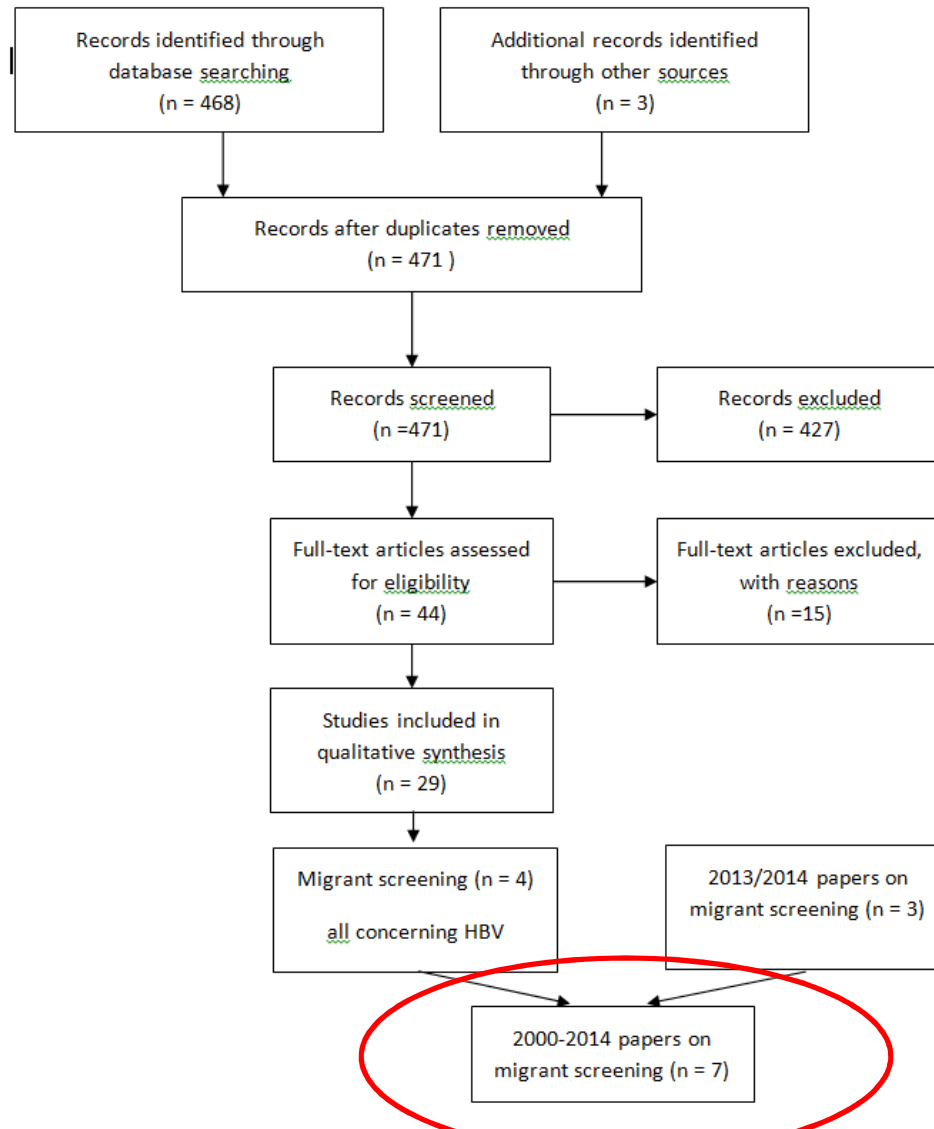 Records identified through
database searching
(n = 468)
Additional records identified
through other sources
(n = 3)
Records after duplicates removed
(n = 471 )
Records screened
(n =471)
Records excluded
(n = 427)
Full-text articles assessed
for eligibility
(n = 44)
Full-text articles excluded,
with reasons
(n =15)
Studies included in
qualitative synthesis
(n = 29)
Migrant screening (n = 4)
all concerning HBV
2013/2014 papers on
migrant screening (n = 3)
2000-2014 papers on
migrant screening (n = 7)